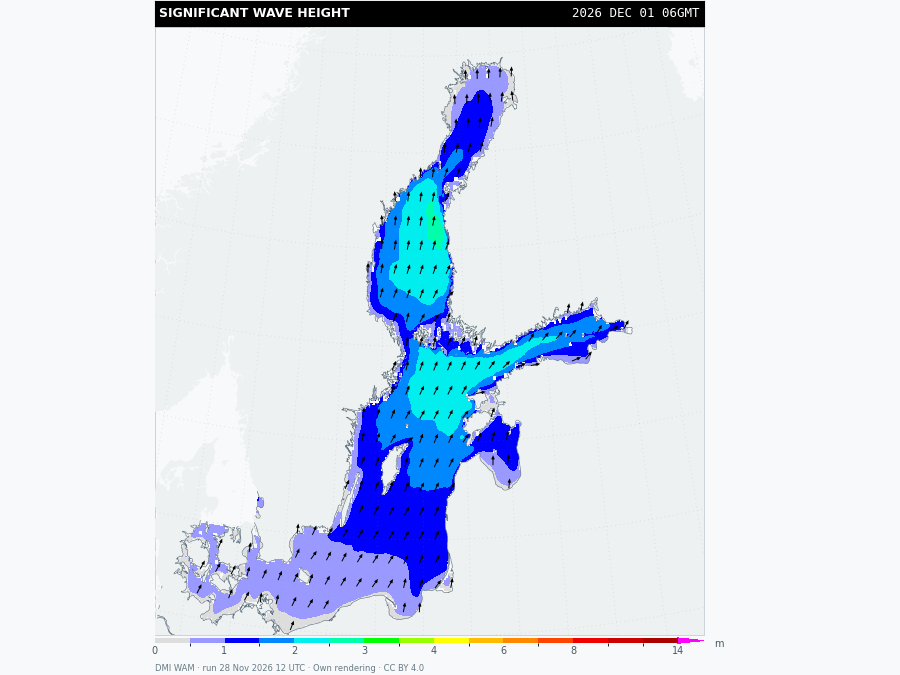 SIGNIFICANT WAVE HEIGHT 2026 DEC 01 06GMT
0 1 2 3 4 6 8 14 m
DMI WAM · run 28 Nov 2026 12 UTC · Own rendering · CC BY 4.0